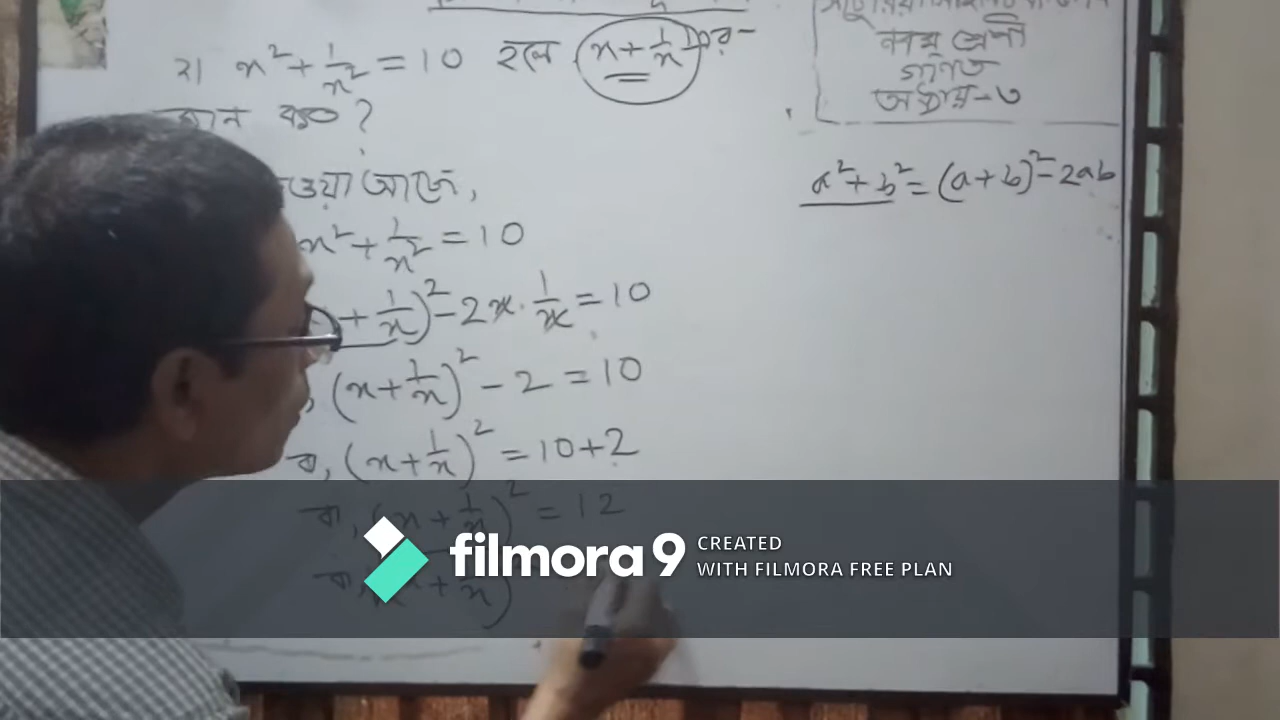 ২। x² + 1/x² = 10 হলে (x + 1/x) এর-
মান কত ?
নবম শ্রেণী
গণিত
অধ্যায়-৩
a² + b² = (a + b)² - 2ab
x² + 1/x² = 10
+ 1/x)² - 2x · 1/x = 10
, (x + 1/x)² - 2 = 10
বা, (x + 1/x)² = 10 + 2
বা, (x + 1/x)² = 12
বা, + 1/x)
filmora 9 CREATED
WITH FILMORA FREE PLAN